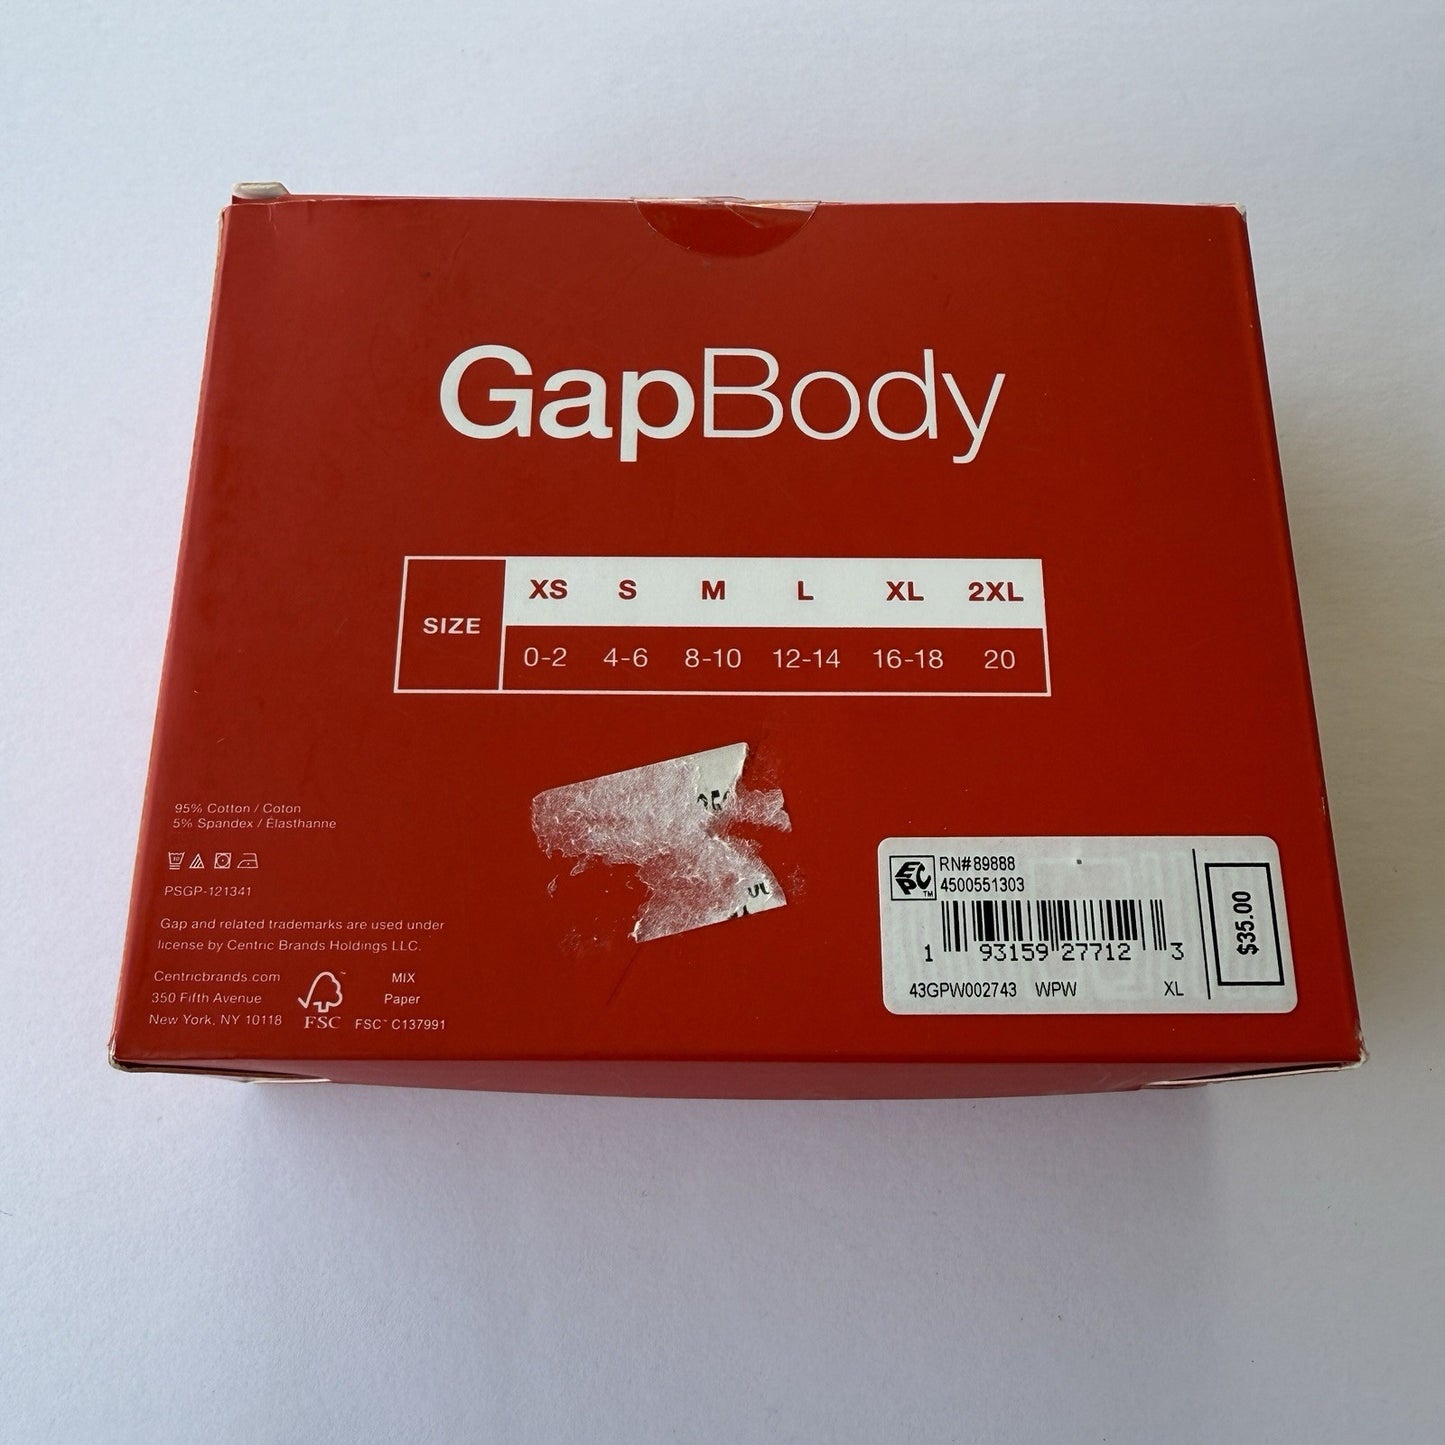 GapBody
SIZE
XS S M L XL 2XL
0-2 4-6 8-10 12-14 16-18 20
95% Cotton / Coton
5% Spandex / Élasthanne
PSGP-121341
Gap and related trademarks are used under
license by Centric Brands Holdings LLC.
Centricbrands.com
350 Fifth Avenue
New York, NY 10118
FSC™
MIX
Paper
FSC™ C137991
EPC™
RN#89888
4500551303
1 93159 27712 3
43GPW002743 WPW XL
$35.00